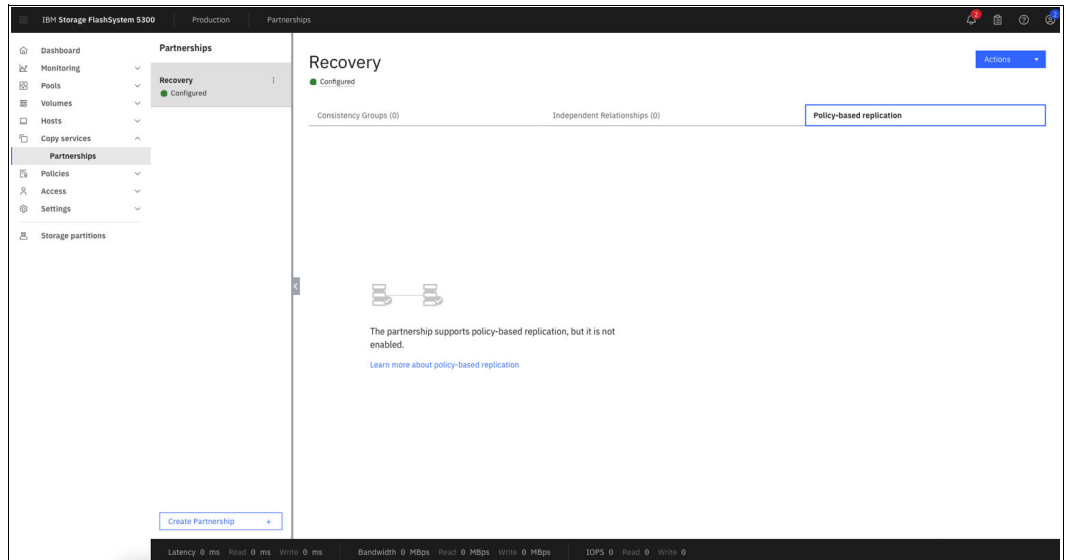 IBM Storage FlashSystem 5300 Production Partnerships 2 2
Dashboard
Monitoring
Pools
Volumes
Hosts
Copy services
Partnerships
Policies
Access
Settings
Storage partitions
Partnerships
Recovery
Configured
Create Partnership +
Recovery
Configured
Actions
Consistency Groups (0) Independent Relationships (0) Policy-based replication
The partnership supports policy-based replication, but it is not
enabled.
Learn more about policy-based replication
Latency 0 ms Read 0 ms Write 0 ms Bandwidth 0 MBps Read 0 MBps Write 0 MBps IOPS 0 Read 0 Write 0